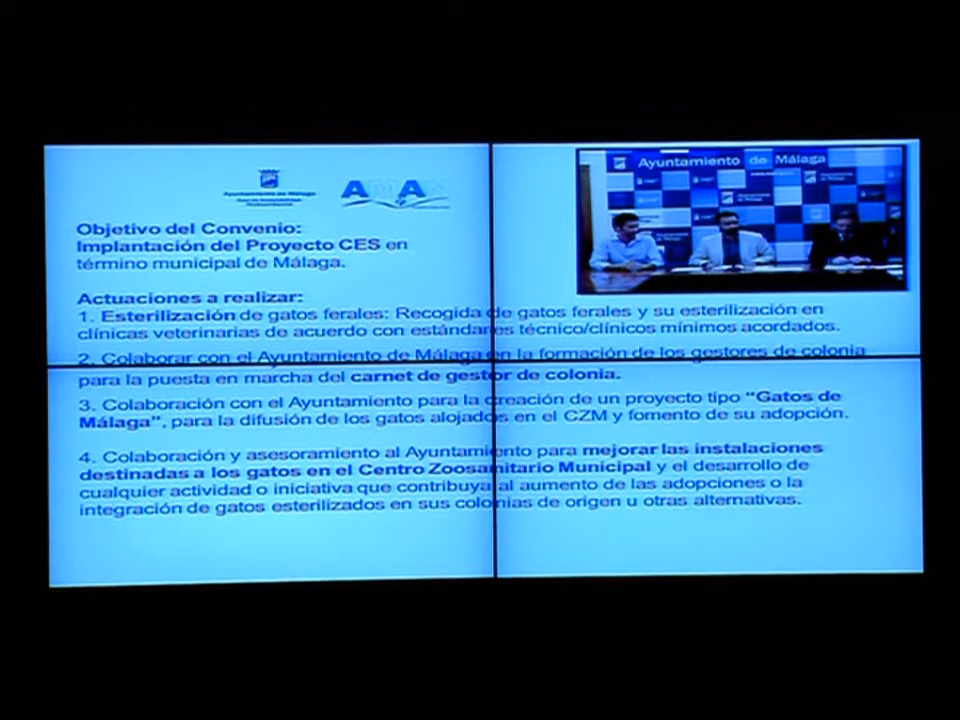 Ayuntamiento de Málaga
Ayuntamiento de Málaga
AMAN
Objetivo del Convenio:
Implantación del Proyecto CES en
término municipal de Málaga.
Actuaciones a realizar:
1. Esterilización de gatos ferales: Recogida de gatos ferales y su esterilización en
clínicas veterinarias de acuerdo con estándares técnico/clínicos mínimos acordados.
2. Colaborar con el Ayuntamiento de Málaga en la formación de los gestores de colonia
para la puesta en marcha del carnet de gestor de colonia.
3. Colaboración con el Ayuntamiento para la creación de un proyecto tipo “Gatos de
Málaga”, para la difusión de los gatos alojados en el CZM y fomento de su adopción.
4. Colaboración y asesoramiento al Ayuntamiento para mejorar las instalaciones
destinadas a los gatos en el Centro Zoosanitario Municipal y el desarrollo de
cualquier actividad o iniciativa que contribuya al aumento de las adopciones o la
integración de gatos esterilizados en sus colonias de origen u otras alternativas.